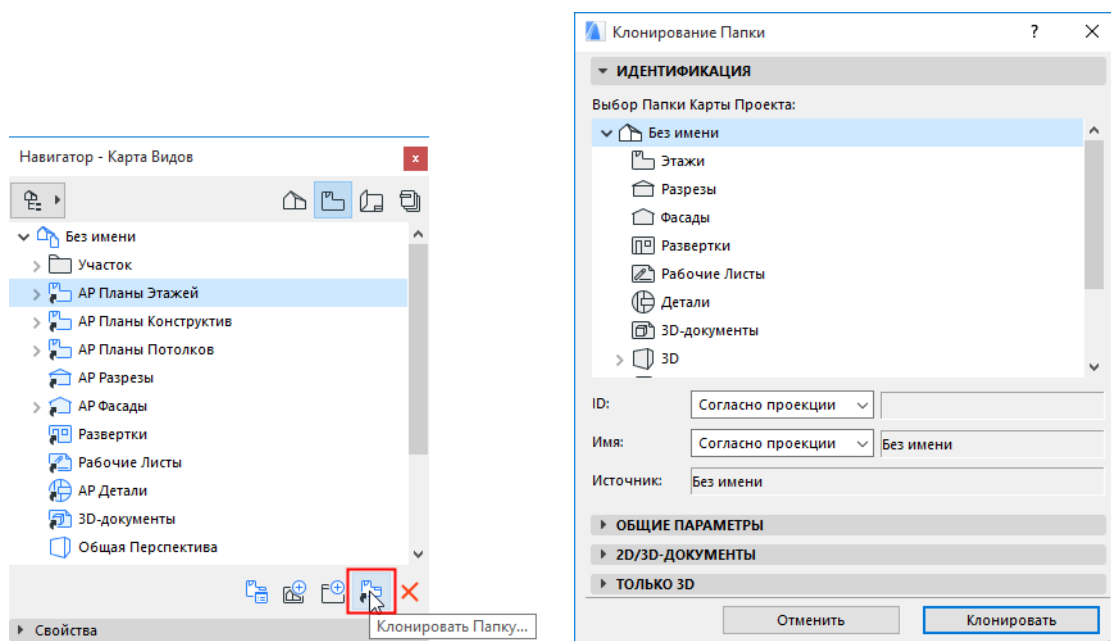 Навигатор - Карта Видов
Без имени
Участок
АР Планы Этажей
АР Планы Конструктив
АР Планы Потолков
АР Разрезы
АР Фасады
Развертки
Рабочие Листы
АР Детали
3D-документы
Общая Перспектива
Клонировать Папку...
Свойства
Клонирование Папки
?
ИДЕНТИФИКАЦИЯ
Выбор Папки Карты Проекта:
Без имени
Этажи
Разрезы
Фасады
Развертки
Рабочие Листы
Детали
3D-документы
3D
ID: Согласно проекции
Имя: Согласно проекции Без имени
Источник: Без имени
ОБЩИЕ ПАРАМЕТРЫ
2D/3D-ДОКУМЕНТЫ
ТОЛЬКО 3D
Отменить Клонировать